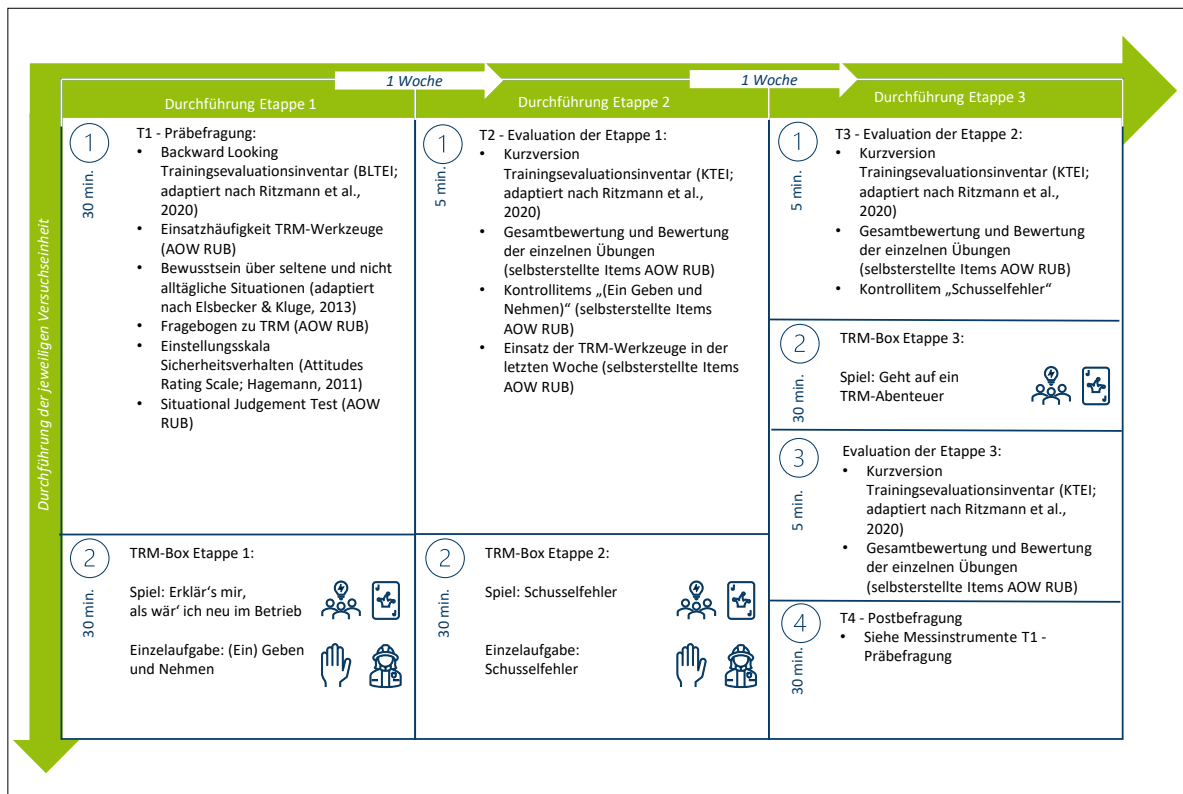 1 Woche
1 Woche
Durchführung Etappe 1
Durchführung Etappe 2
Durchführung Etappe 3
Durchführung der jeweiligen Versuchseinheit
1
30 min.
T1 - Präbefragung:
• Backward Looking
Trainingsevaluationsinventar (BLTEI;
adaptiert nach Ritzmann et al.,
2020)
• Einsatzhäufigkeit TRM-Werkzeuge
(AOW RUB)
• Bewusstsein über seltene und nicht
alltägliche Situationen (adaptiert
nach Elsbecker & Kluge, 2013)
• Fragebogen zu TRM (AOW RUB)
• Einstellungsskala
Sicherheitsverhalten (Attitudes
Rating Scale; Hagemann, 2011)
• Situational Judgement Test (AOW
RUB)
2
30 min.
TRM-Box Etappe 1:
Spiel: Erklär‘s mir,
als wär‘ ich neu im Betrieb
Einzelaufgabe: (Ein) Geben
und Nehmen
1
5 min.
T2 - Evaluation der Etappe 1:
• Kurzversion
Trainingsevaluationsinventar (KTEI;
adaptiert nach Ritzmann et al.,
2020)
• Gesamtbewertung und Bewertung
der einzelnen Übungen
(selbsterstellte Items AOW RUB)
• Kontrollitems „(Ein Geben und
Nehmen)“ (selbsterstellte Items
AOW RUB)
• Einsatz der TRM-Werkzeuge in der
letzten Woche (selbsterstellte Items
AOW RUB)
2
30 min.
TRM-Box Etappe 2:
Spiel: Schusselfehler
Einzelaufgabe:
Schusselfehler
1
5 min.
T3 - Evaluation der Etappe 2:
• Kurzversion
Trainingsevaluationsinventar (KTEI;
adaptiert nach Ritzmann et al.,
2020)
• Gesamtbewertung und Bewertung
der einzelnen Übungen
(selbsterstellte Items AOW RUB)
• Kontrollitem „Schusselfehler“
2
30 min.
TRM-Box Etappe 3:
Spiel: Geht auf ein
TRM-Abenteuer
3
5 min.
Evaluation der Etappe 3:
• Kurzversion
Trainingsevaluationsinventar (KTEI;
adaptiert nach Ritzmann et al.,
2020)
• Gesamtbewertung und Bewertung
der einzelnen Übungen
(selbsterstellte Items AOW RUB)
4
30 min.
T4 - Postbefragung
• Siehe Messinstrumente T1 -
Präbefragung